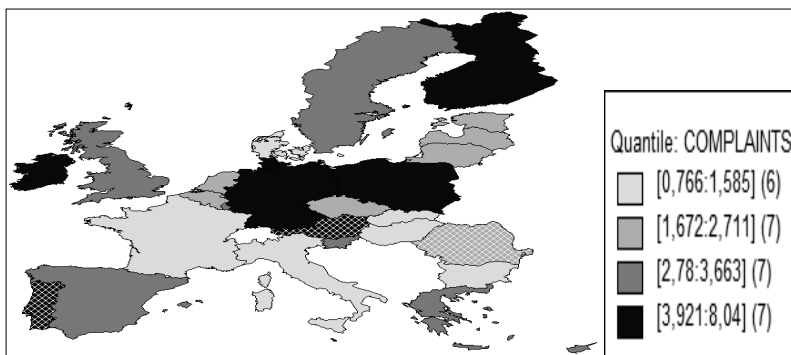 Quantile: COMPLAINTS
[0,766:1,585] (6)
[1,672:2,711] (7)
[2,78:3,663] (7)
[3,921:8,04] (7)